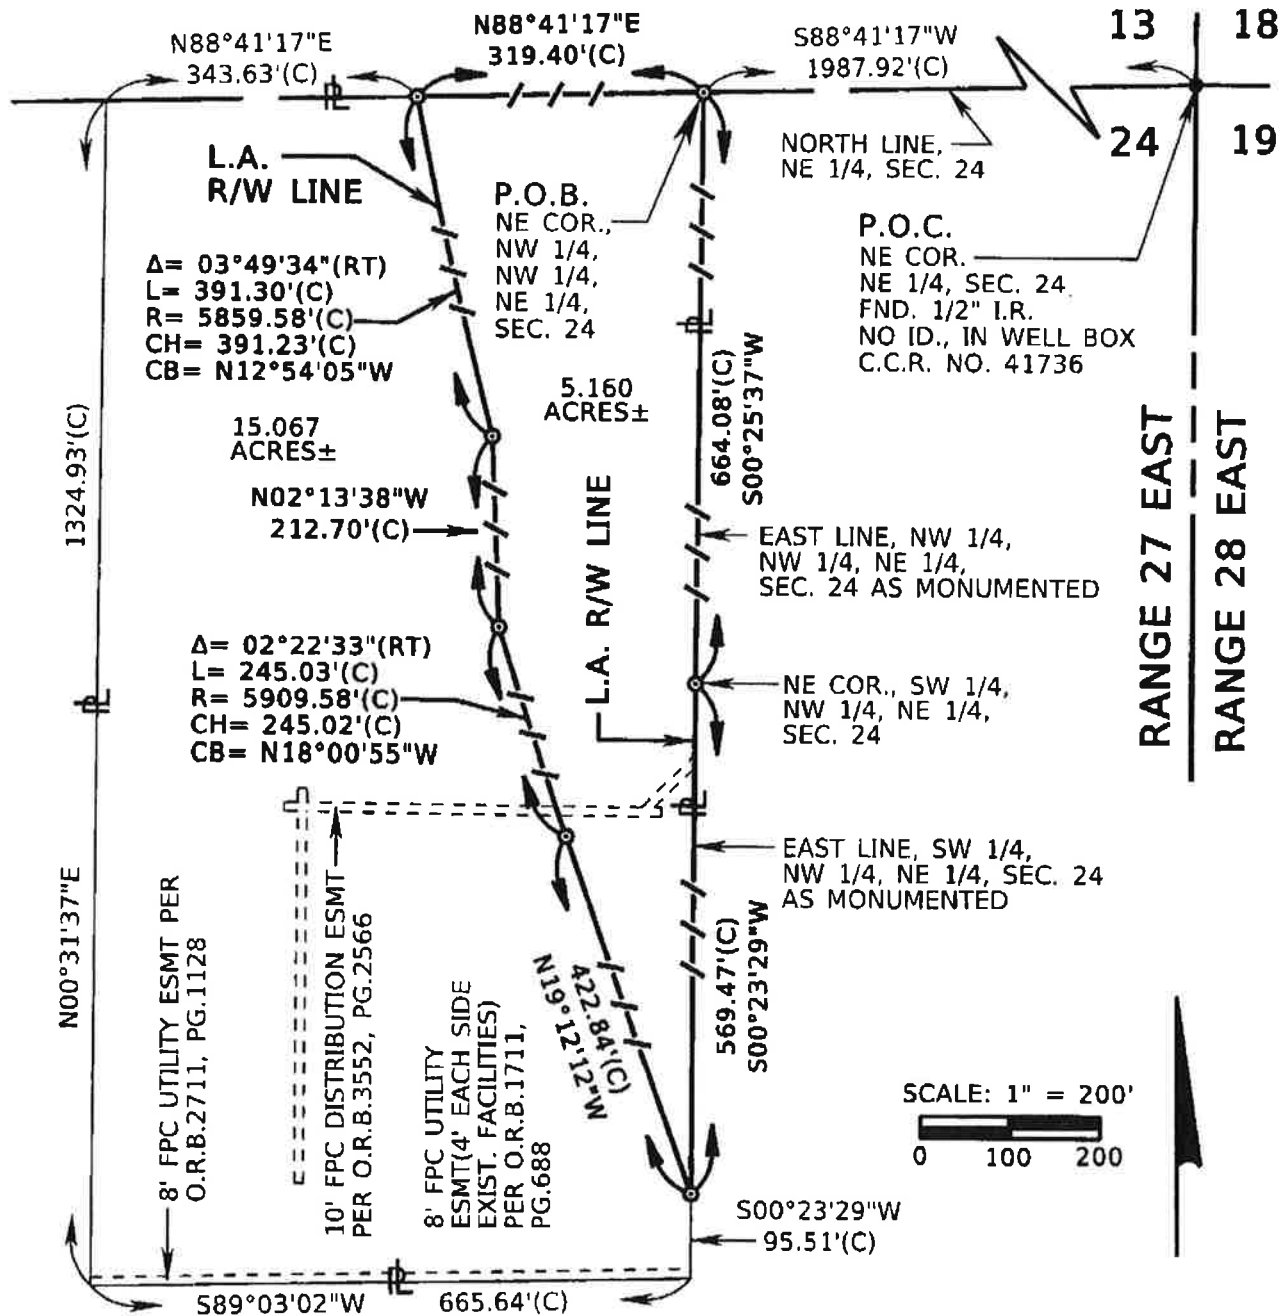 N88°41'17"E
343.63'(C)
N88°41'17"E
319.40'(C)
S88°41'17"W
1987.92'(C)
13
18
24
19
PL
L.A.
R/W LINE
P.O.B.
NE COR.,
NW 1/4,
NW 1/4,
NE 1/4,
SEC. 24
NORTH LINE,
NE 1/4, SEC. 24
P.O.C.
NE COR.
NE 1/4, SEC. 24
FND. 1/2" I.R.
NO ID., IN WELL BOX
C.C.R. NO. 41736
Δ= 03°49'34"(RT)
L= 391.30'(C)
R= 5859.58'(C)
CH= 391.23'(C)
CB= N12°54'05"W
PL
5.160
ACRES±
15.067
ACRES±
664.08'(C)
S00°25'37"W
1324.93'(C)
N00°31'37"E
N02°13'38"W
212.70'(C)
L.A. R/W LINE
EAST LINE, NW 1/4,
NW 1/4, NE 1/4,
SEC. 24 AS MONUMENTED
RANGE 27 EAST
RANGE 28 EAST
Δ= 02°22'33"(RT)
L= 245.03'(C)
R= 5909.58'(C)
CH= 245.02'(C)
CB= N18°00'55"W
PL
NE COR., SW 1/4,
NW 1/4, NE 1/4,
SEC. 24
PL
EAST LINE, SW 1/4,
NW 1/4, NE 1/4, SEC. 24
AS MONUMENTED
8' FPC UTILITY ESMT PER
O.R.B.2711, PG.1128
10' FPC DISTRIBUTION ESMT
PER O.R.B.3552, PG.2566
8' FPC UTILITY
ESMT(4' EACH SIDE
EXIST. FACILITIES)
PER O.R.B.1711,
PG.688
422.84'(C)
N19°12'12"W
569.47'(C)
S00°23'29"W
SCALE: 1" = 200'
0 100 200
S00°23'29"W
95.51'(C)
PL
S89°03'02"W 665.64'(C)